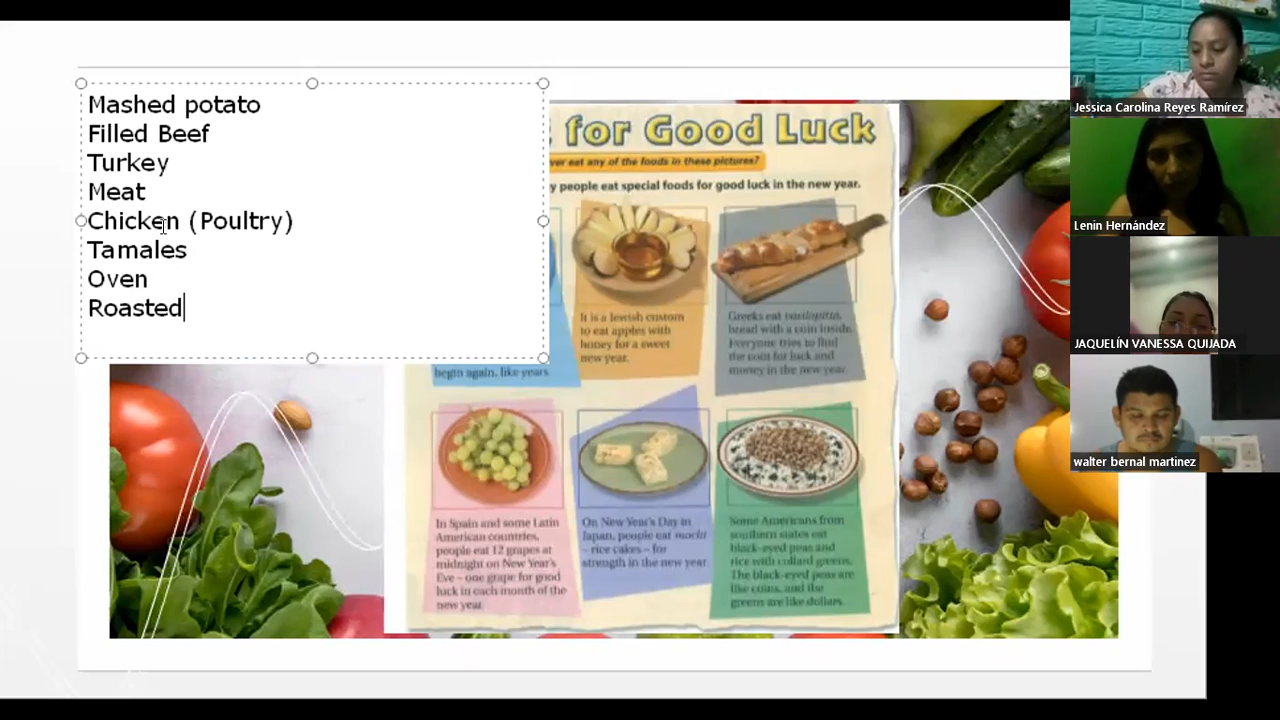 Mashed potato
Filled Beef
Turkey
Meat
Chicken (Poultry)
Tamales
Oven
Roasted
for Good Luck
ver eat any of the foods in these pictures?
y people eat special foods for good luck in the new year.
begin again, like years.
It is a Jewish custom
to eat apples with
honey for a sweet
new year.
Greeks eat vasilopita,
bread with a coin inside.
Everyone tries to find
the coin for luck and
money in the new year.
In Spain and some Latin
American countries,
people eat 12 grapes at
midnight on New Year's
Eve – one grape for good
luck in each month of the
new year.
On New Year's Day in
Japan, people eat mochi
– rice cakes – for
strength in the new year.
Some Americans from
southern states eat
black-eyed peas and
rice with collard greens.
The black-eyed peas are
like coins, and the
greens are like dollars.
Jessica Carolina Reyes Ramírez
Lenin Hernández
JAQUELÍN VANESSA QUIJADA
walter bernal martinez